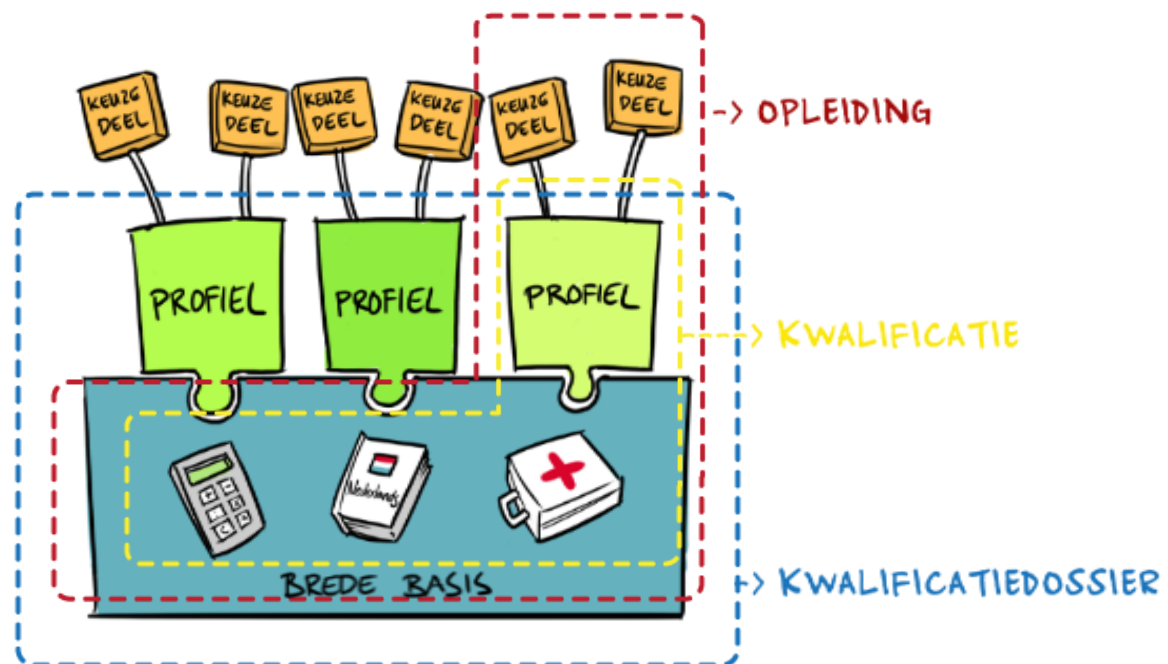 KEUZE
DEEL
KEUZE
DEEL
KEUZE
DEEL
KEUZE
DEEL
KEUZE
DEEL
KEUZE
DEEL
-> OPLEIDING
PROFIEL
PROFIEL
PROFIEL
-> KWALIFICATIE
Nederlands
BREDE BASIS
-> KWALIFICATIEDOSSIER